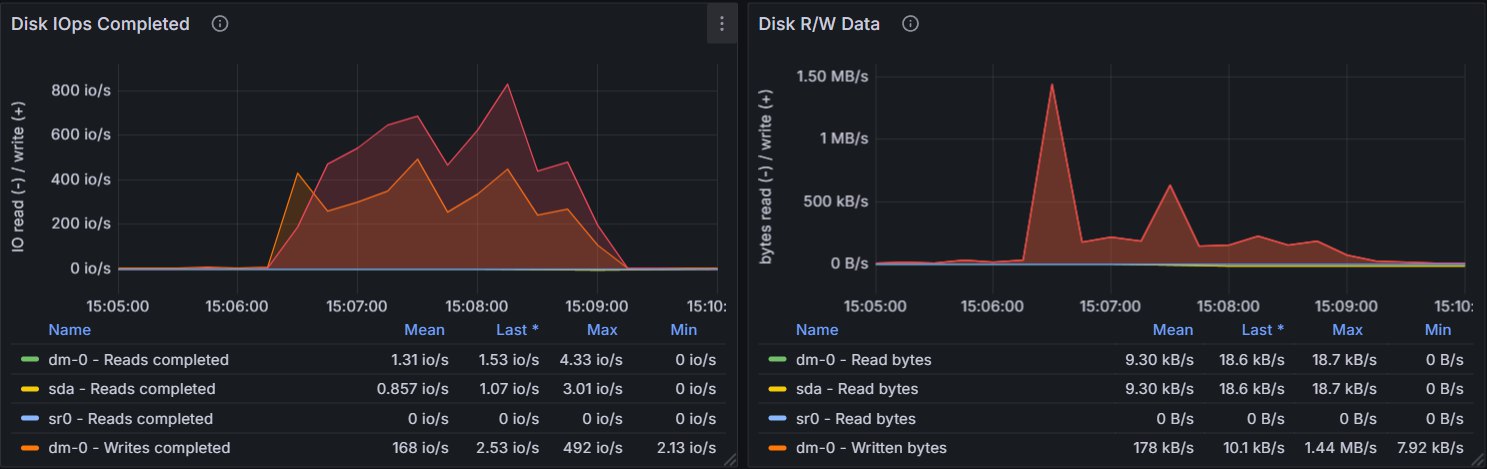 Disk IOps Completed
IO read (-) / write (+)
800 io/s
600 io/s
400 io/s
200 io/s
0 io/s
15:05:00 15:06:00 15:07:00 15:08:00 15:09:00 15:10:
Name Mean Last * Max Min
dm-0 - Reads completed 1.31 io/s 1.53 io/s 4.33 io/s 0 io/s
sda - Reads completed 0.857 io/s 1.07 io/s 3.01 io/s 0 io/s
sr0 - Reads completed 0 io/s 0 io/s 0 io/s 0 io/s
dm-0 - Writes completed 168 io/s 2.53 io/s 492 io/s 2.13 io/s
Disk R/W Data
bytes read (-) / write (+)
1.50 MB/s
1 MB/s
500 kB/s
0 B/s
15:05:00 15:06:00 15:07:00 15:08:00 15:09:00 15:10:
Name Mean Last * Max Min
dm-0 - Read bytes 9.30 kB/s 18.6 kB/s 18.7 kB/s 0 B/s
sda - Read bytes 9.30 kB/s 18.6 kB/s 18.7 kB/s 0 B/s
sr0 - Read bytes 0 B/s 0 B/s 0 B/s 0 B/s
dm-0 - Written bytes 178 kB/s 10.1 kB/s 1.44 MB/s 7.92 kB/s